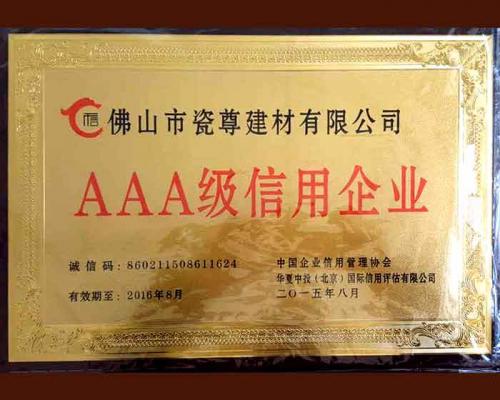 信 佛山市瓷尊建材有限公司
AAA级信用企业
诚信码：860211508611624
有效期至：2016年8月
中国企业信用管理协会
华夏中投（北京）国际信用评估有限公司
二〇一五年八月